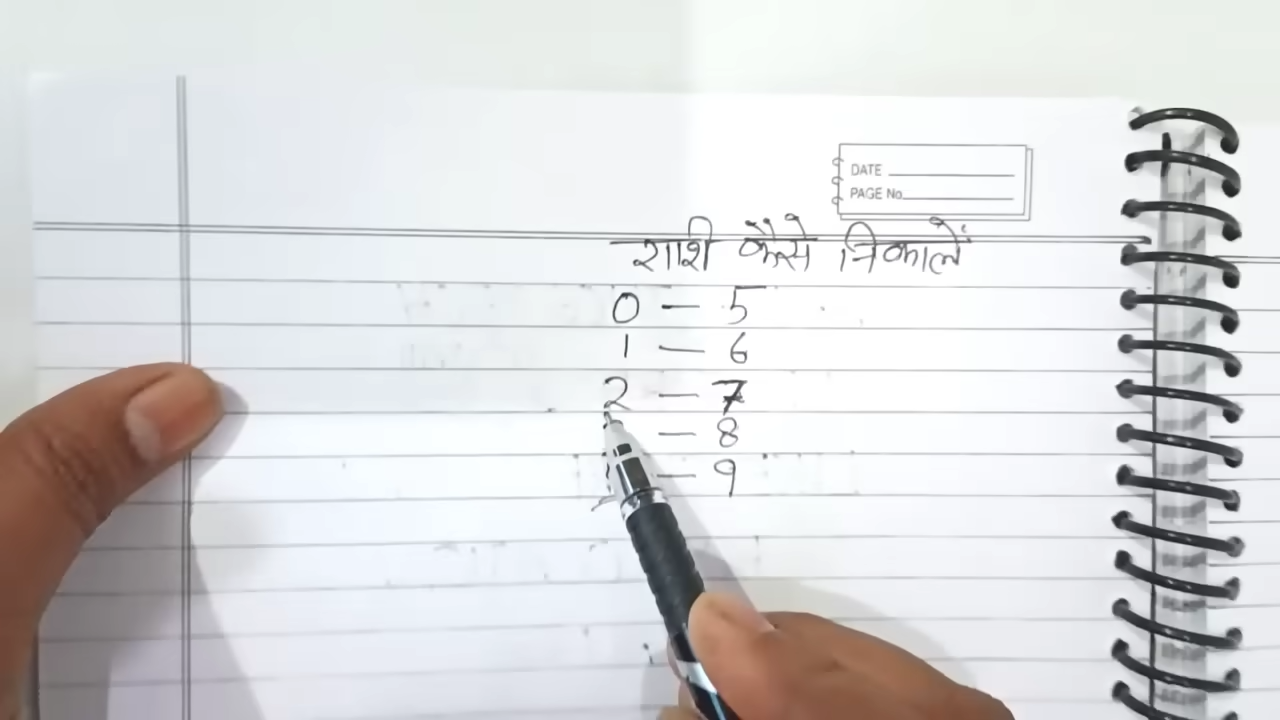 DATE
PAGE No
राशी कैसे निकालें
0 — 5
1 — 6
2 — 7
— 8
— 9